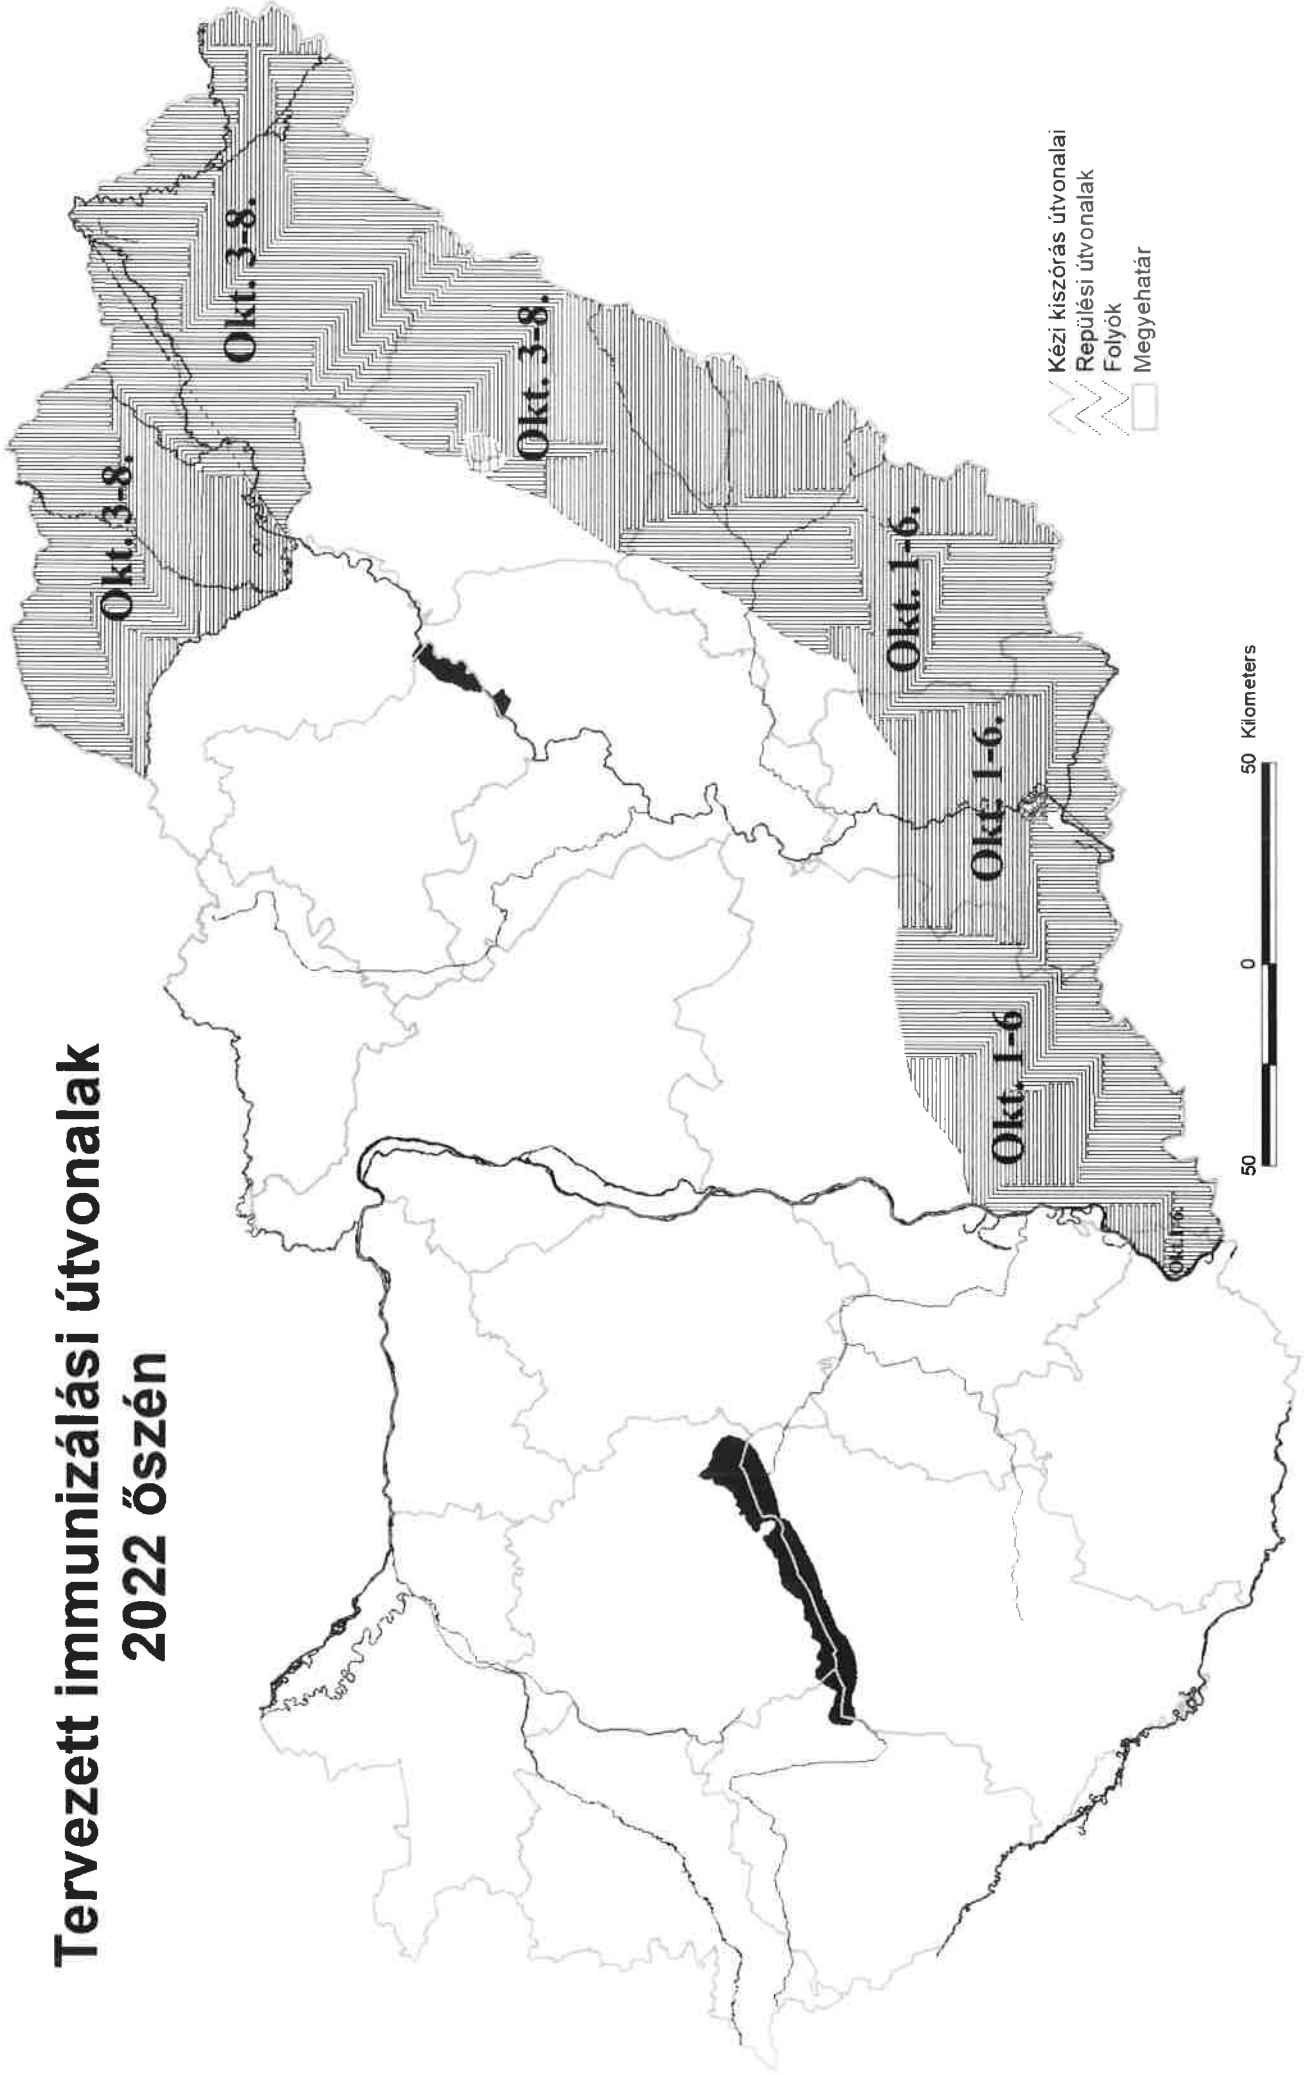 Tervezett immunizálási útvonalak
2022 őszén
Okt. 3-8.
Okt. 3-8.
Okt. 3-8.
Okt. 1-6.
Okt. 1-6.
Okt. 1-6
Okt. 1-6.
Kézi kiszórás útvonalai
Repülési útvonalak
Folyók
Megyehatár
50 0 50 Kilometers